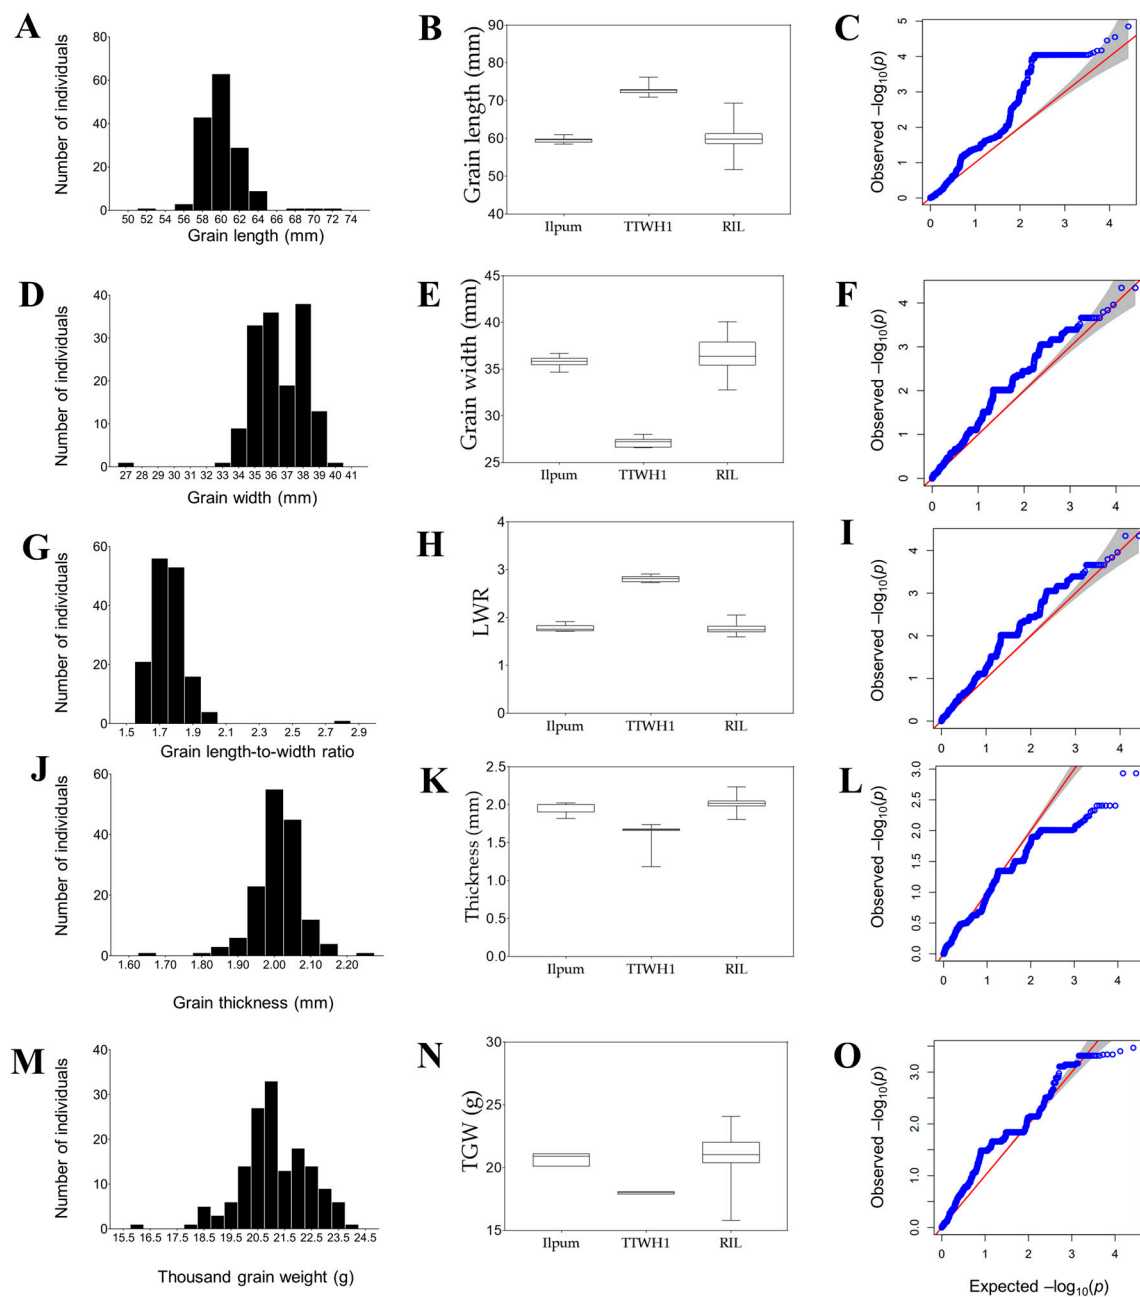 A
Number of individuals
80
60
40
20
0
50 52 54 56 58 60 62 64 66 68 70 72 74
Grain length (mm)
B
Grain length (mm)
90
80
70
60
50
40
Ilpum TTWH1 RIL
C
Observed −log10(p)
5
4
3
2
1
0
0 1 2 3 4
D
Number of individuals
40
30
20
10
0
27 28 29 30 31 32 33 34 35 36 37 38 39 40 41
Grain width (mm)
E
Grain width (mm)
45
40
35
30
25
Ilpum TTWH1 RIL
F
Observed −log10(p)
4
3
2
1
0
0 1 2 3 4
G
Number of individuals
60
40
20
0
1.5 1.7 1.9 2.1 2.3 2.5 2.7 2.9
Grain length-to-width ratio
H
LWR
4
3
2
1
0
Ilpum TTWH1 RIL
I
Observed −log10(p)
4
3
2
1
0
0 1 2 3 4
J
Number of individuals
60
40
20
0
1.60 1.70 1.80 1.90 2.00 2.10 2.20
Grain thickness (mm)
K
Thickness (mm)
2.5
2.0
1.5
1.0
0.5
0.0
Ilpum TTWH1 RIL
L
Observed −log10(p)
3.0
2.5
2.0
1.5
1.0
0.5
0.0
0 1 2 3 4
M
Number of individuals
40
30
20
10
0
15.5 16.5 17.5 18.5 19.5 20.5 21.5 22.5 23.5 24.5
Thousand grain weight (g)
N
TGW (g)
30
25
20
15
Ilpum TTWH1 RIL
O
Observed −log10(p)
3.0
2.0
1.0
0.0
0 1 2 3 4
Expected −log10(p)